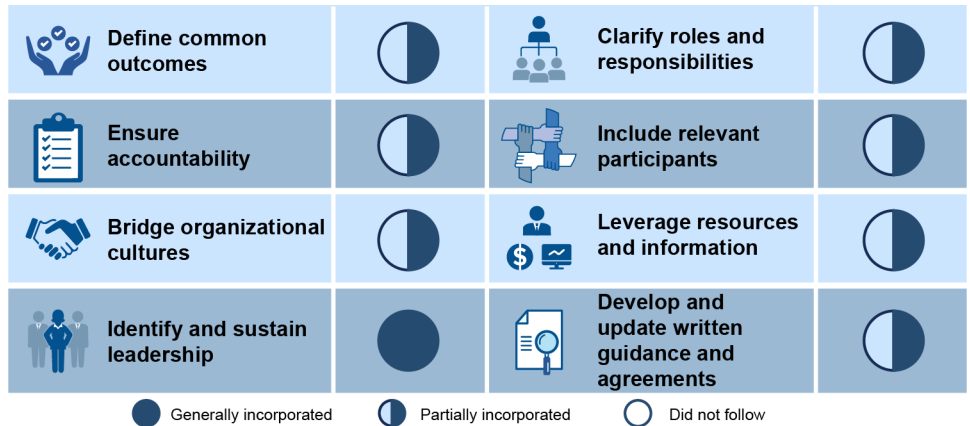 Define common
outcomes
Clarify roles and
responsibilities
Ensure
accountability
Include relevant
participants
Bridge organizational
cultures
Leverage resources
and information
Identify and sustain
leadership
Develop and
update written
guidance and
agreements
Generally incorporated
Partially incorporated
Did not follow